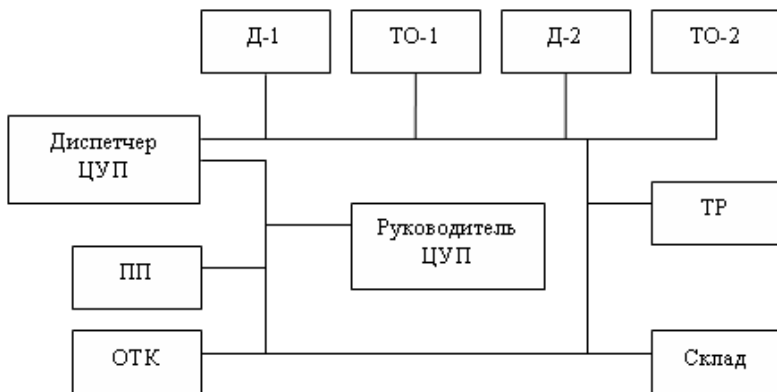 Д-1
ТО-1
Д-2
ТО-2
Диспетчер
ЦУП
Руководитель
ЦУП
ТР
ПП
ОТК
Склад